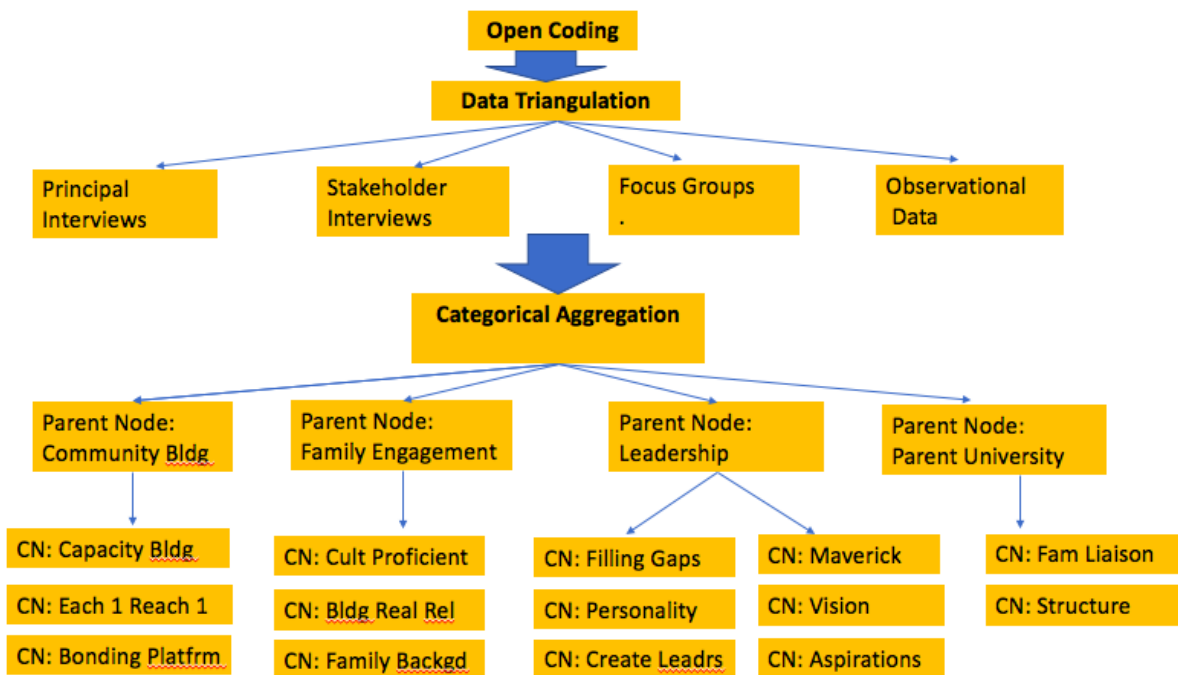 Open Coding
Data Triangulation
Principal
Interviews
Stakeholder
Interviews
Focus Groups
.
Observational
Data
Categorical Aggregation
Parent Node:
Community Bldg
Parent Node:
Family Engagement
Parent Node:
Leadership
Parent Node:
Parent University
CN: Capacity Bldg
CN: Each 1 Reach 1
CN: Bonding Platfrm
CN: Cult Proficient
CN: Bldg Real Rel
CN: Family Backgd
CN: Filling Gaps
CN: Personality
CN: Create Leadrs
CN: Maverick
CN: Vision
CN: Aspirations
CN: Fam Liaison
CN: Structure